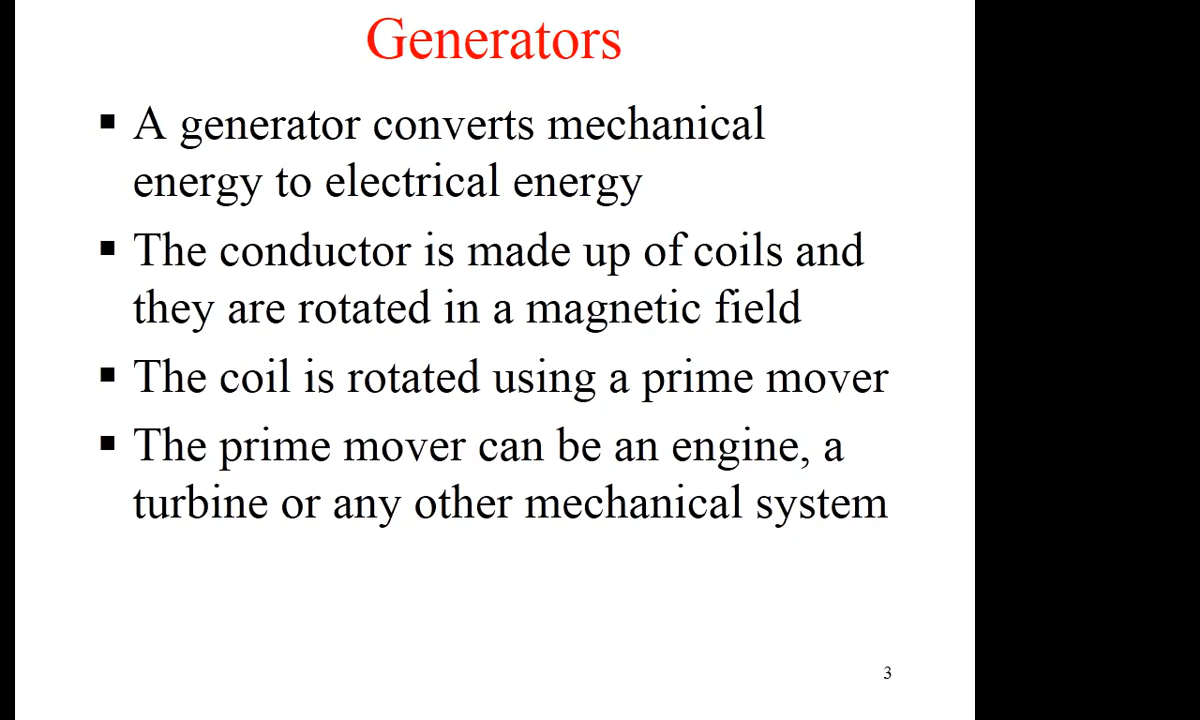 Generators
▪ A generator converts mechanical
energy to electrical energy
▪ The conductor is made up of coils and
they are rotated in a magnetic field
▪ The coil is rotated using a prime mover
▪ The prime mover can be an engine, a
turbine or any other mechanical system
3